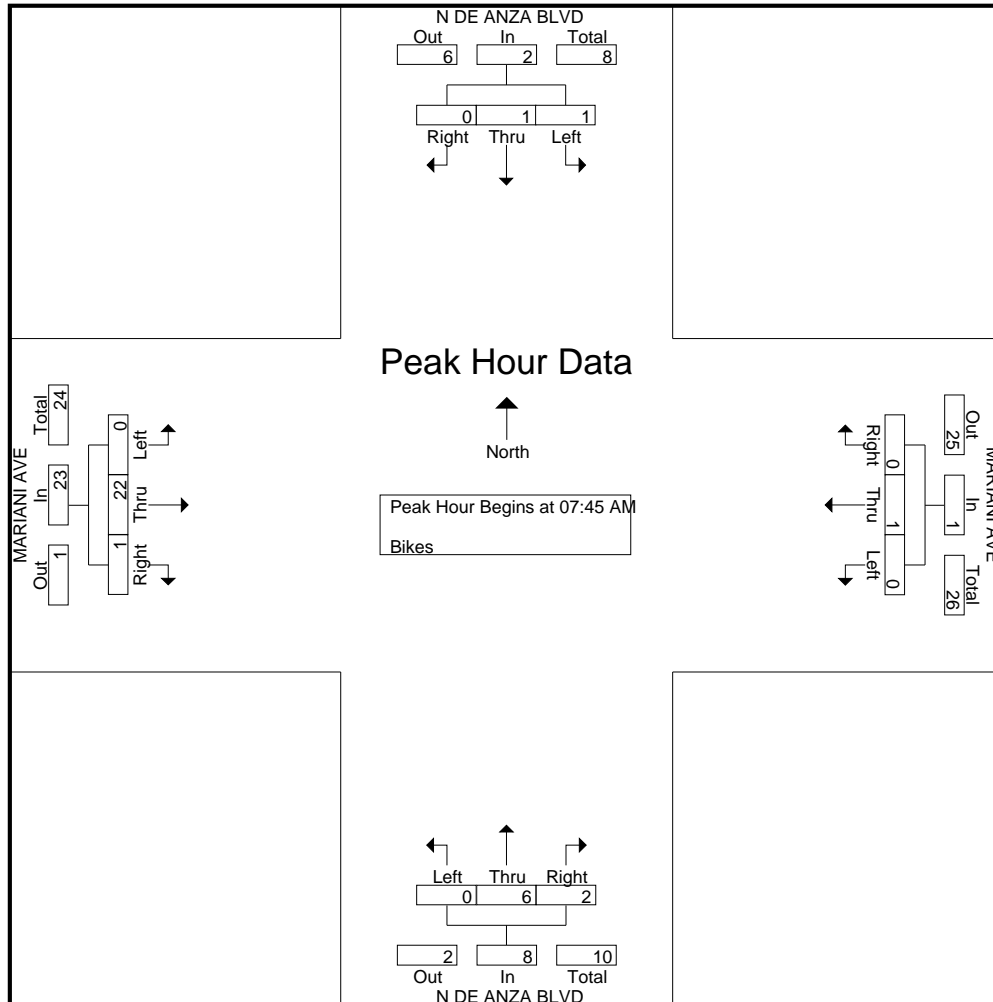 N DE ANZA BLVD
Out In Total
6 2 8
0 1 1
Right Thru Left
Peak Hour Data
North
Peak Hour Begins at 07:45 AM
Bikes
MARIANI AVE
Out In Total
1 23 24
Right Thru Left
1 22 0
MARIANI AVE
Out In Total
25 1 26
Right Thru Left
0 1 0
Left Thru Right
0 6 2
2 8 10
Out In Total
N DE ANZA BLVD